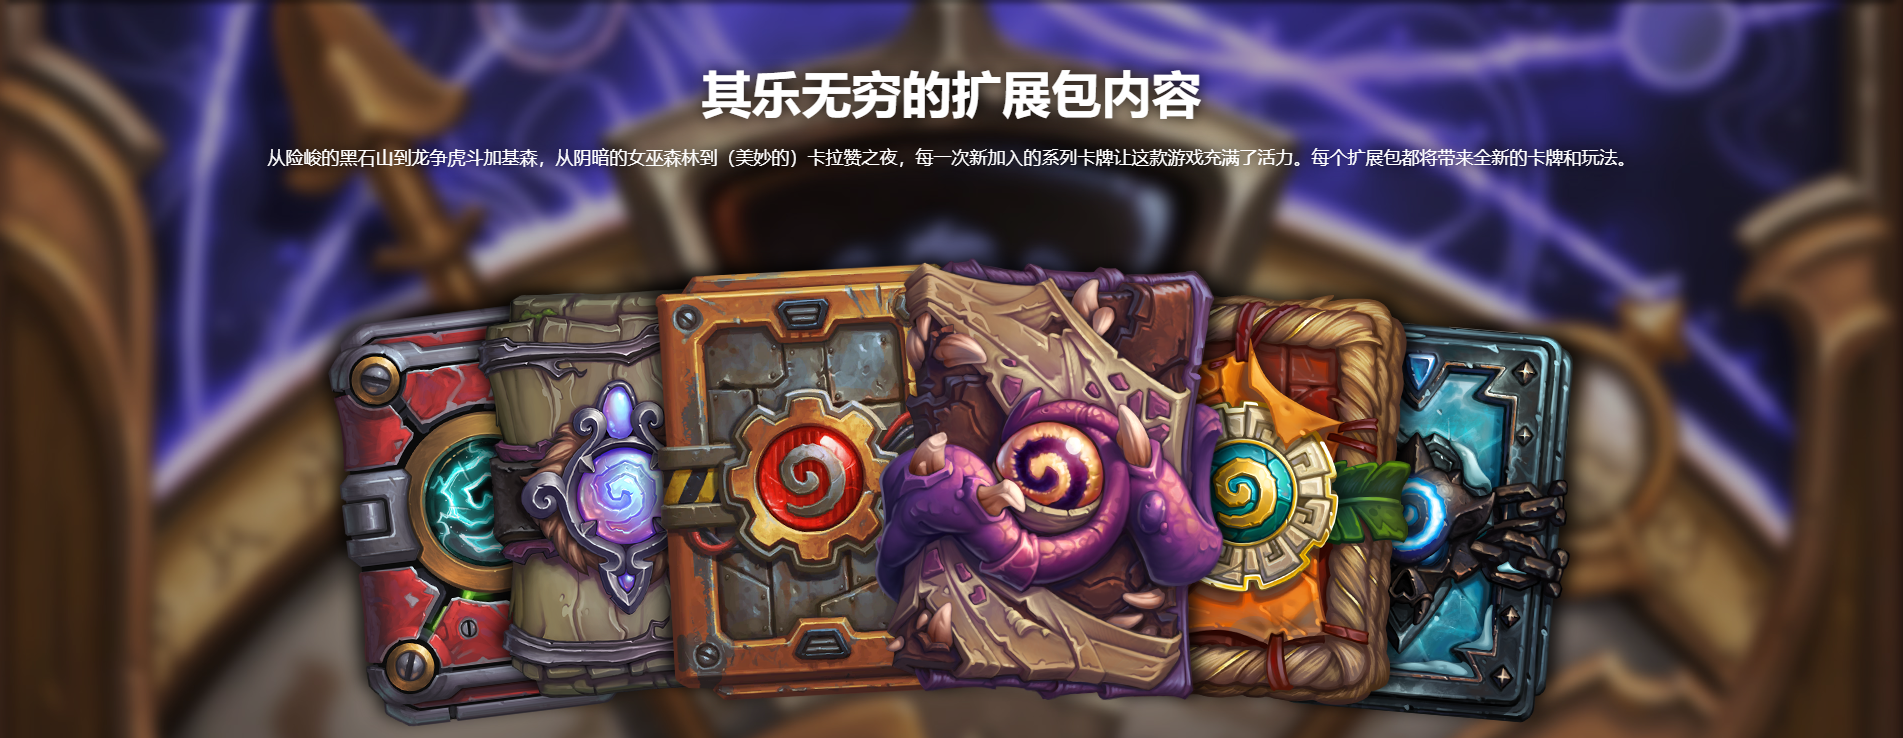 其乐无穷的扩展包内容
从险峻的黑石山到龙争虎斗加基森，从阴暗的女巫森林到（美妙的）卡拉赞之夜，每一次新加入的系列卡牌让这款游戏充满了活力。每个扩展包都将带来全新的卡牌和玩法。